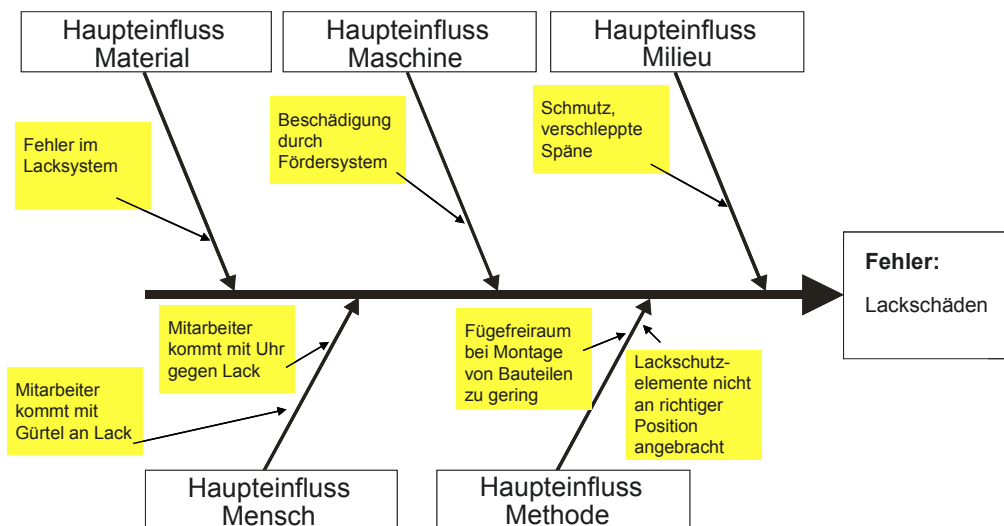 Haupteinfluss
Material
Haupteinfluss
Maschine
Haupteinfluss
Milieu
Fehler im
Lacksystem
Beschädigung
durch
Fördersystem
Schmutz,
verschleppte
Späne
Fehler:
Lackschäden
Mitarbeiter
kommt mit Uhr
gegen Lack
Mitarbeiter
kommt mit
Gürtel an Lack
Fügefreiraum
bei Montage
von Bauteilen
zu gering
Lackschutz-
elemente nicht
an richtiger
Position
angebracht
Haupteinfluss
Mensch
Haupteinfluss
Methode